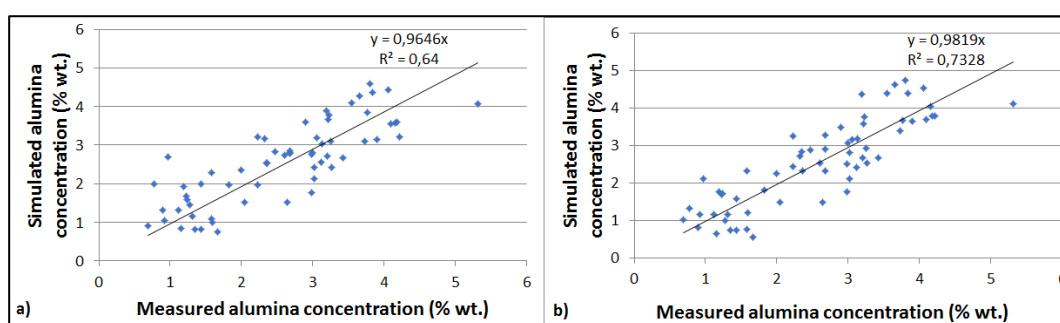 Simulated alumina
concentration (% wt.)
6
5
4
3
2
1
0
y = 0,9646x
R² = 0,64
0 1 2 3 4 5 6
a) Measured alumina concentration (% wt.)
Simulated alumina
concentration (% wt.)
6
5
4
3
2
1
0
y = 0,9819x
R² = 0,7328
0 1 2 3 4 5 6
b) Measured alumina concentration (% wt.)